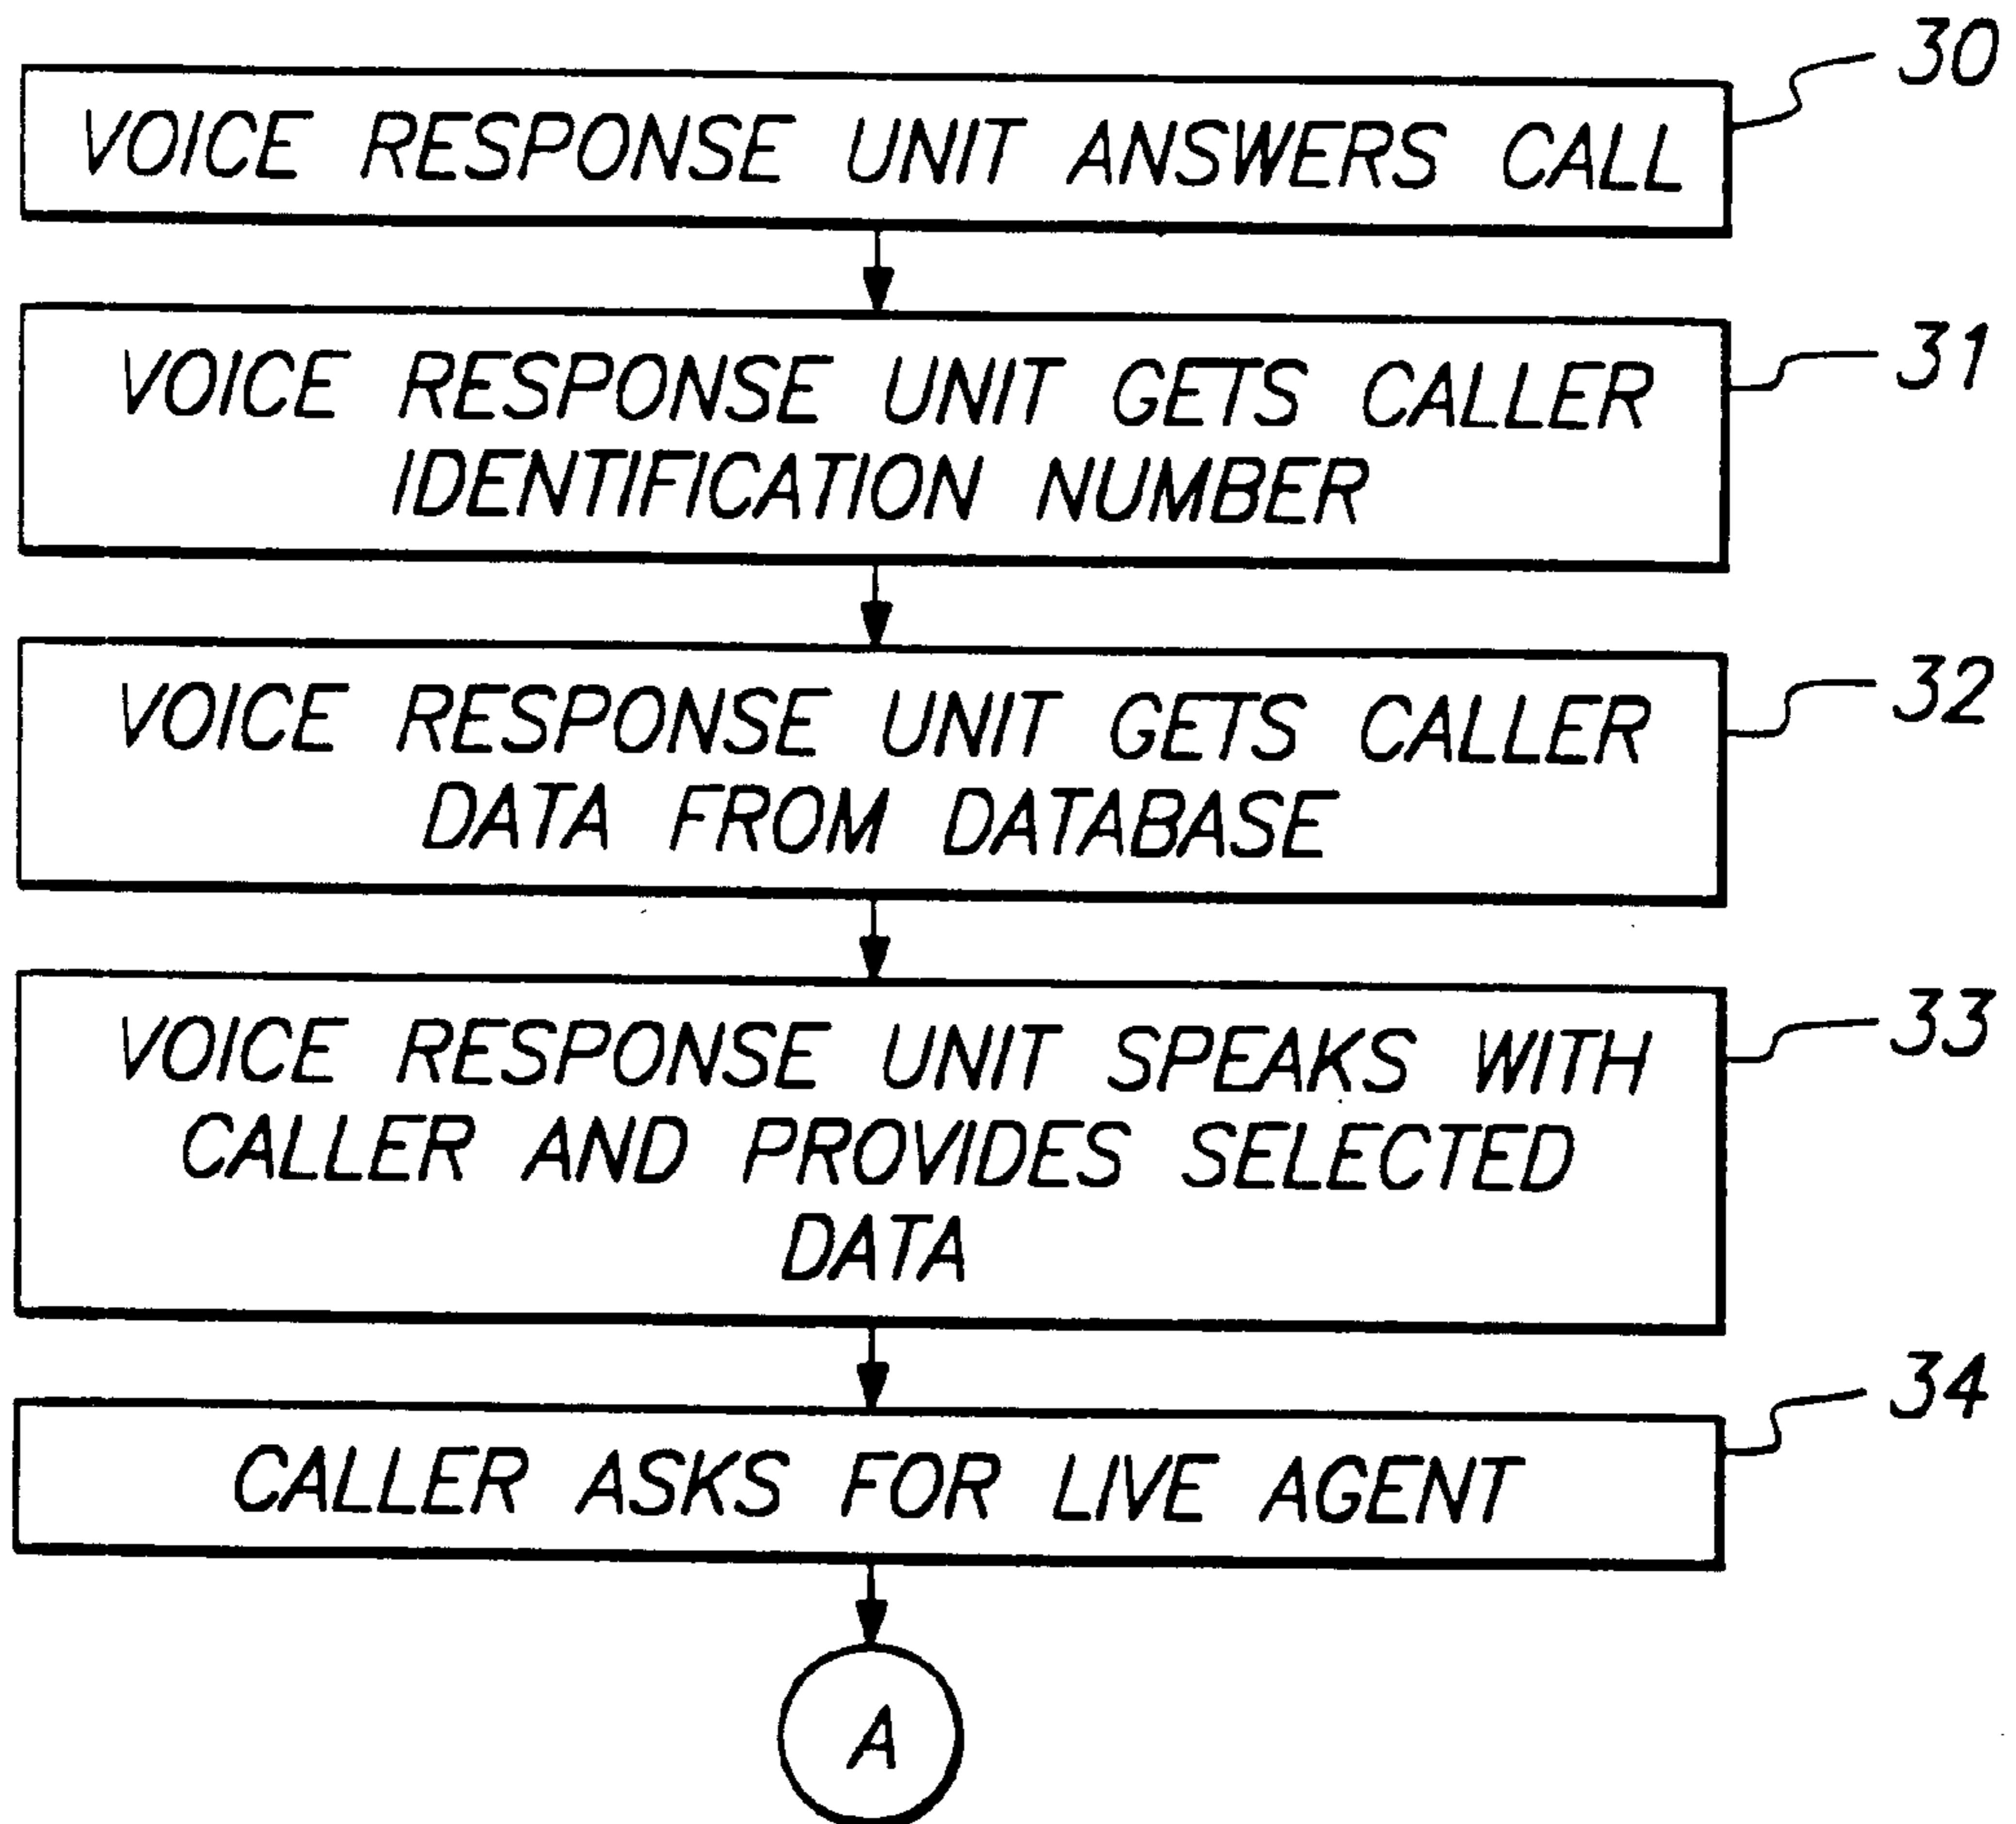 30
VOICE RESPONSE UNIT ANSWERS CALL
31
VOICE RESPONSE UNIT GETS CALLER
IDENTIFICATION NUMBER
32
VOICE RESPONSE UNIT GETS CALLER
DATA FROM DATABASE
33
VOICE RESPONSE UNIT SPEAKS WITH
CALLER AND PROVIDES SELECTED
DATA
34
CALLER ASKS FOR LIVE AGENT
A